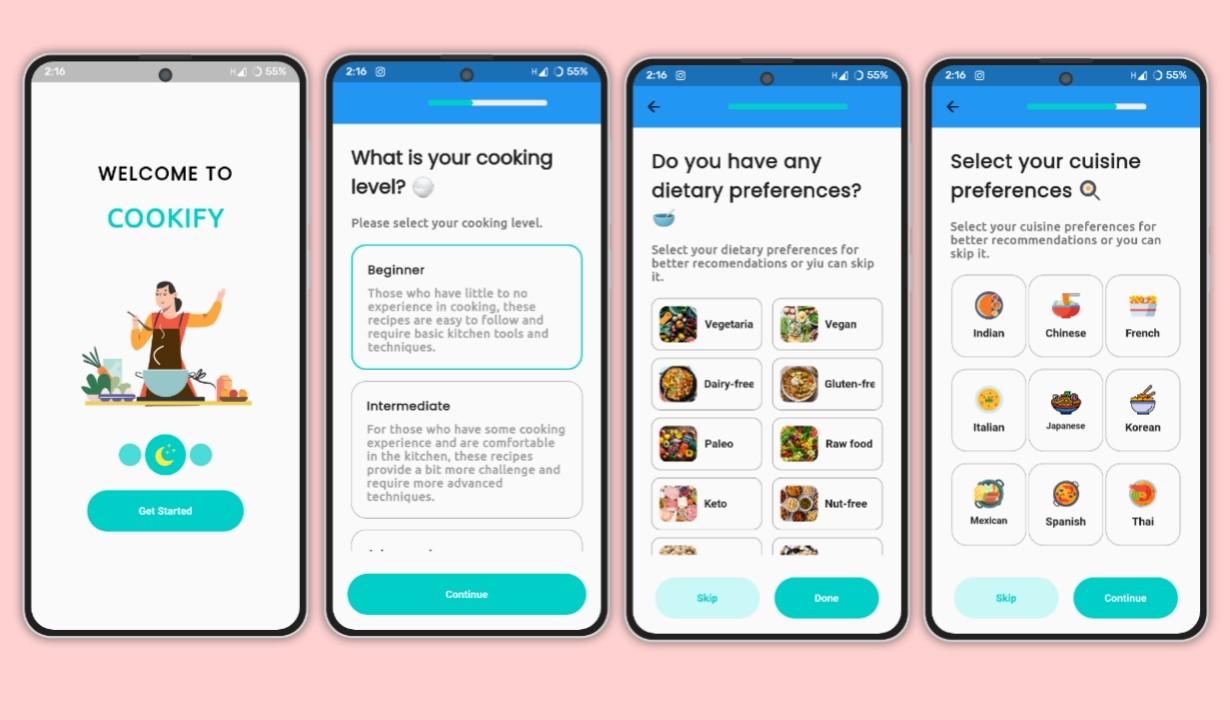 2:16
H
55%
WELCOME TO
COOKIFY
Get Started
2:16
H
55%
What is your cooking
level?
Please select your cooking level.
Beginner
Those who have little to no
experience in cooking, these
recipes are easy to follow and
require basic kitchen tools and
techniques.
Intermediate
For those who have some cooking
experience and are comfortable
in the kitchen, these recipes
provide a bit more challenge and
require more advanced
techniques.
Continue
2:16
H
55%
Do you have any
dietary preferences?
Select your dietary preferences for
better recomendations or yiu can skip
it.
Vegetaria
Vegan
Dairy-free
Gluten-fre
Paleo
Raw food
Keto
Nut-free
Skip
Done
2:16
H
55%
Select your cuisine
preferences
Select your cuisine preferences for
better recommendations or you can
skip it.
Indian
Chinese
French
Italian
Japanese
Korean
Mexican
Spanish
Thai
Skip
Continue